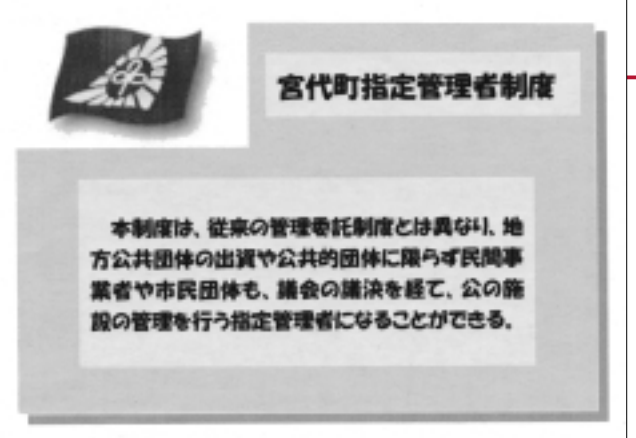 宮代町指定管理者制度
本制度は、従来の管理委託制度とは異なり、地
方公共団体の出資や公共的団体に限らず民間事
業者や市民団体も、議会の議決を経て、公の施
設の管理を行う指定管理者になることができる。